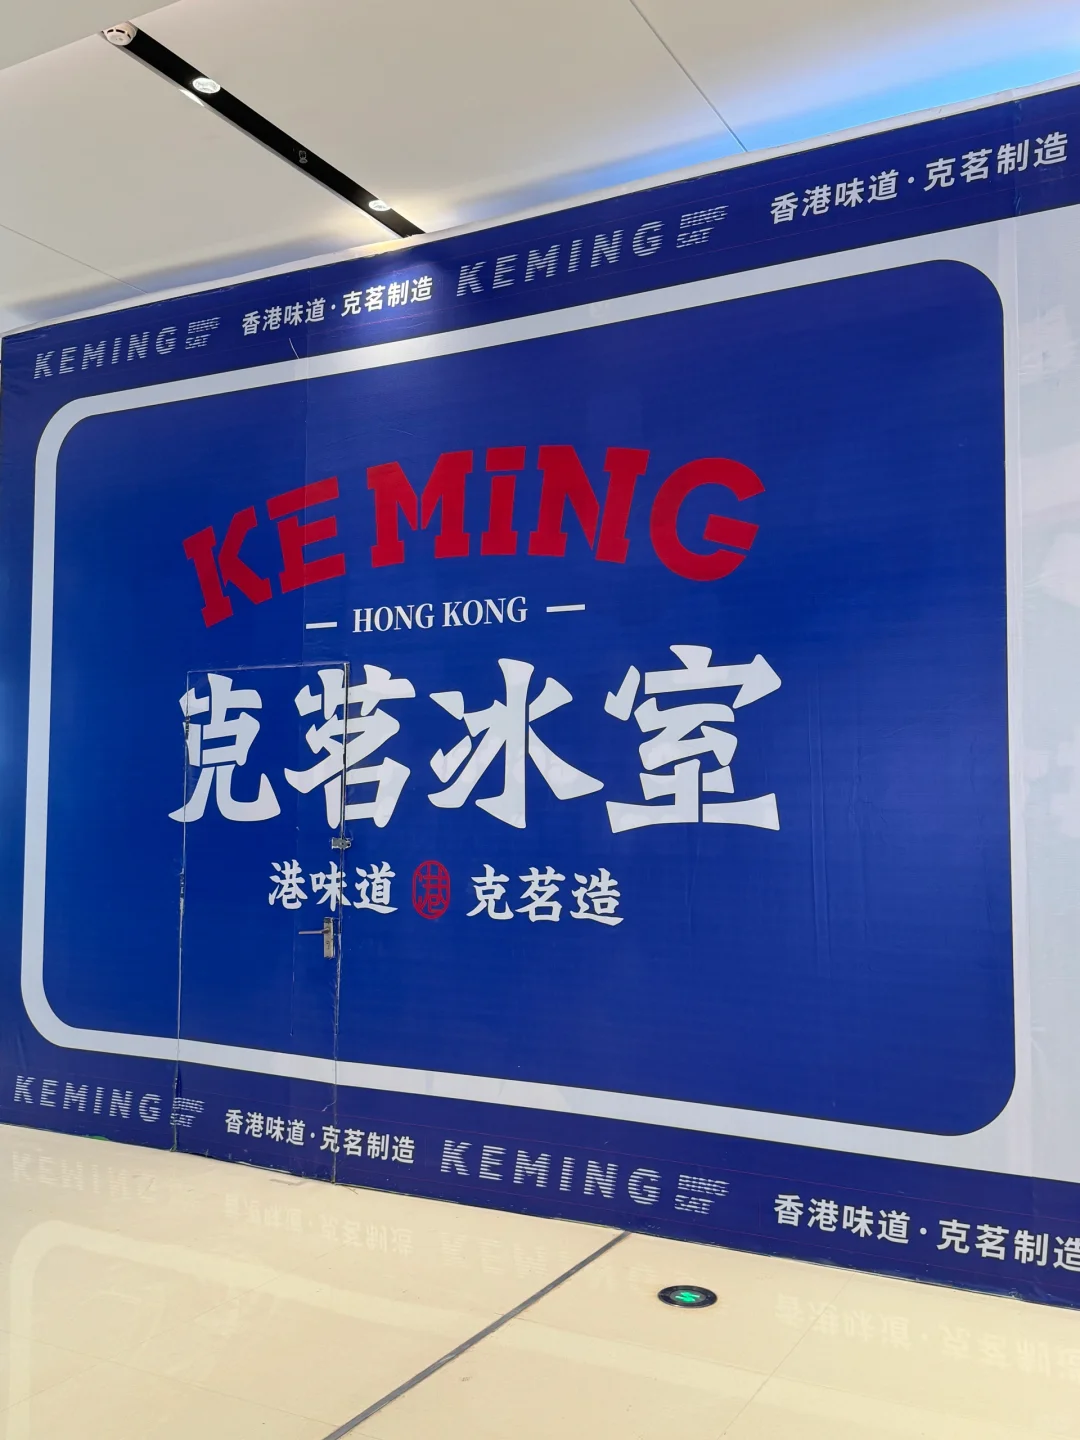 KEMING BING SAT 香港味道·克茗制造 KEMING BING SAT 香港味道·克茗制造
KEMING
HONG KONG
克茗冰室
港味道 港 克茗造
KEMING BING SAT 香港味道·克茗制造 KEMING BING SAT 香港味道·克茗制造